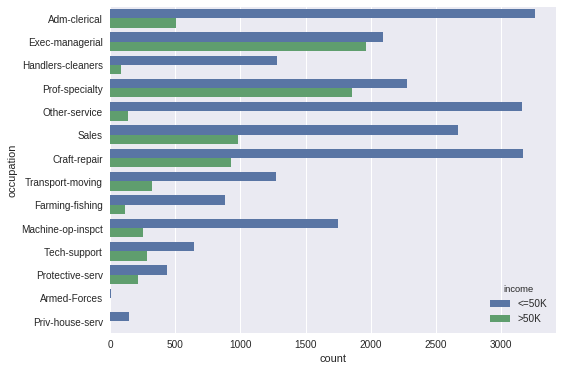 Adm-clerical
Exec-managerial
Handlers-cleaners
Prof-specialty
Other-service
Sales
Craft-repair
Transport-moving
Farming-fishing
Machine-op-inspct
Tech-support
Protective-serv
Armed-Forces
Priv-house-serv
occupation
income
<=50K
>50K
0 500 1000 1500 2000 2500 3000
count